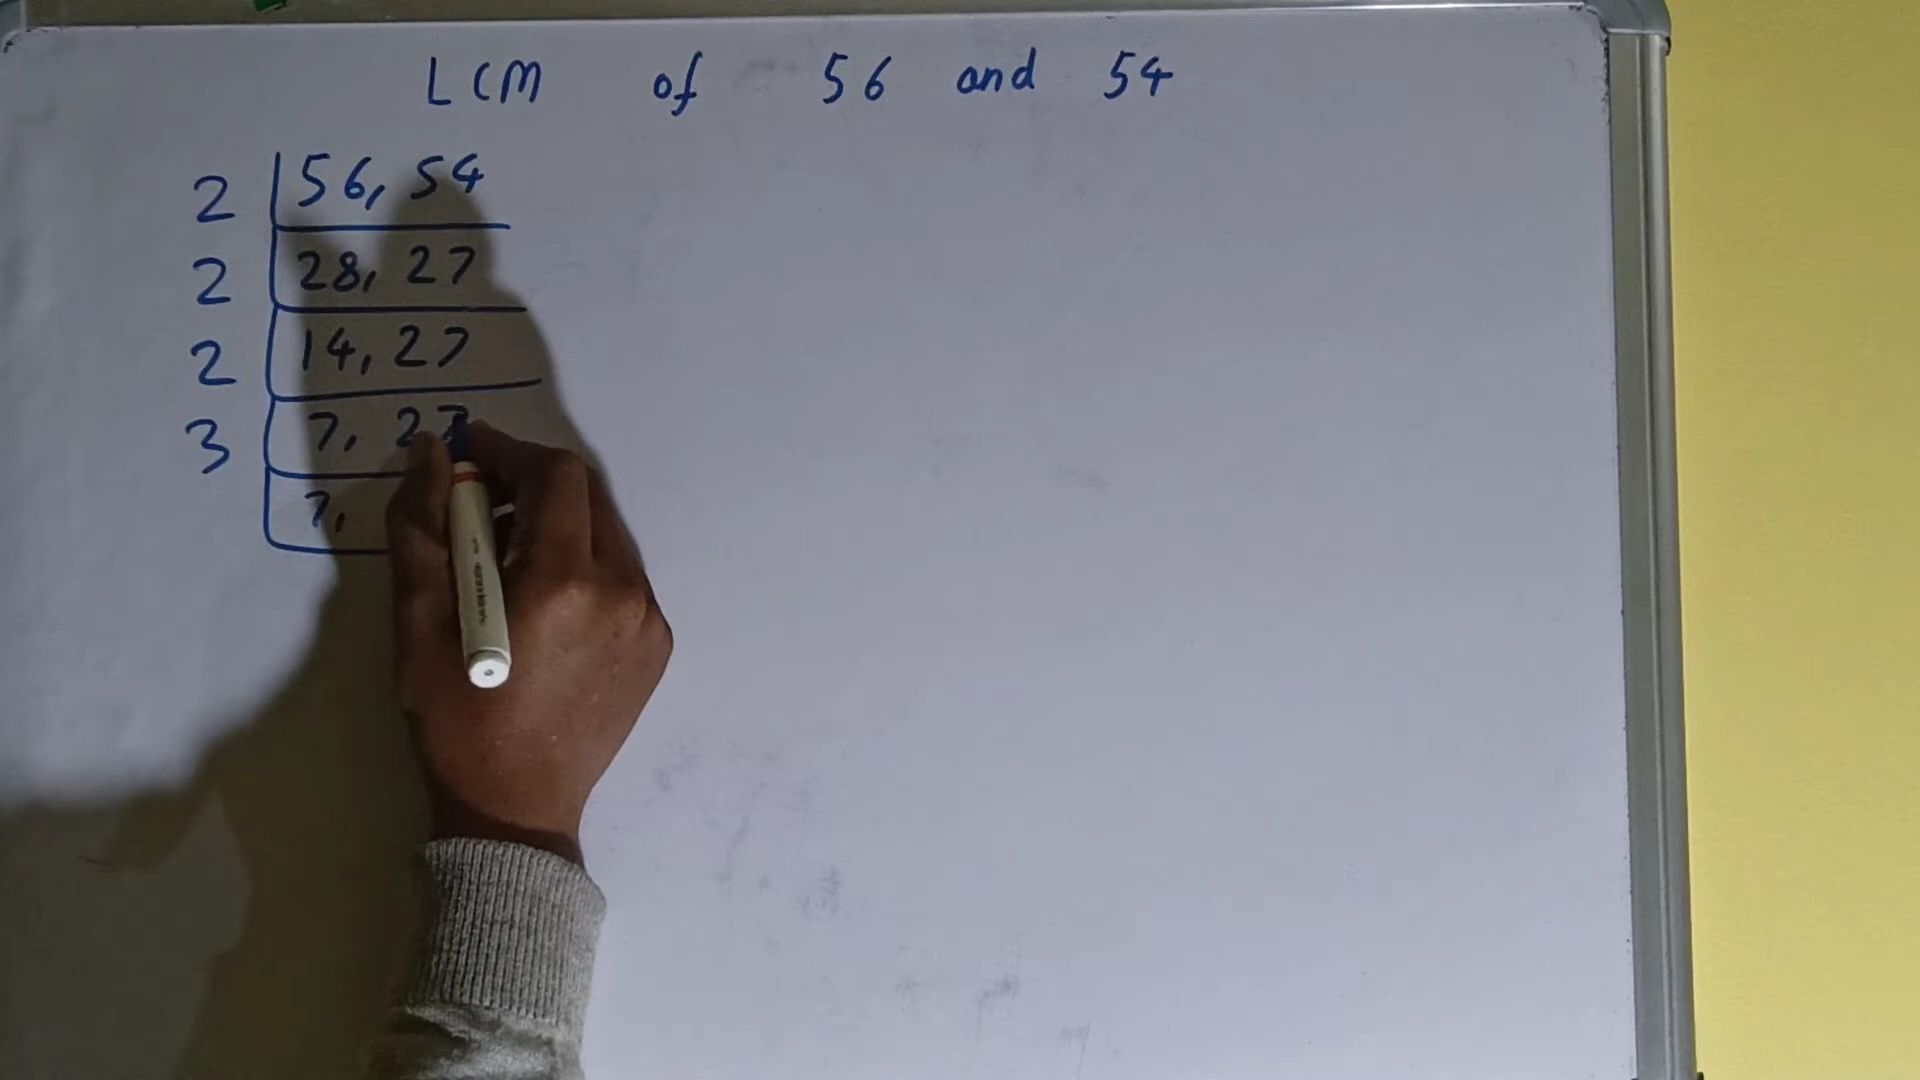 LCM of 56 and 54
2 56, 54
2 28, 27
2 14, 27
3 7, 27
7,